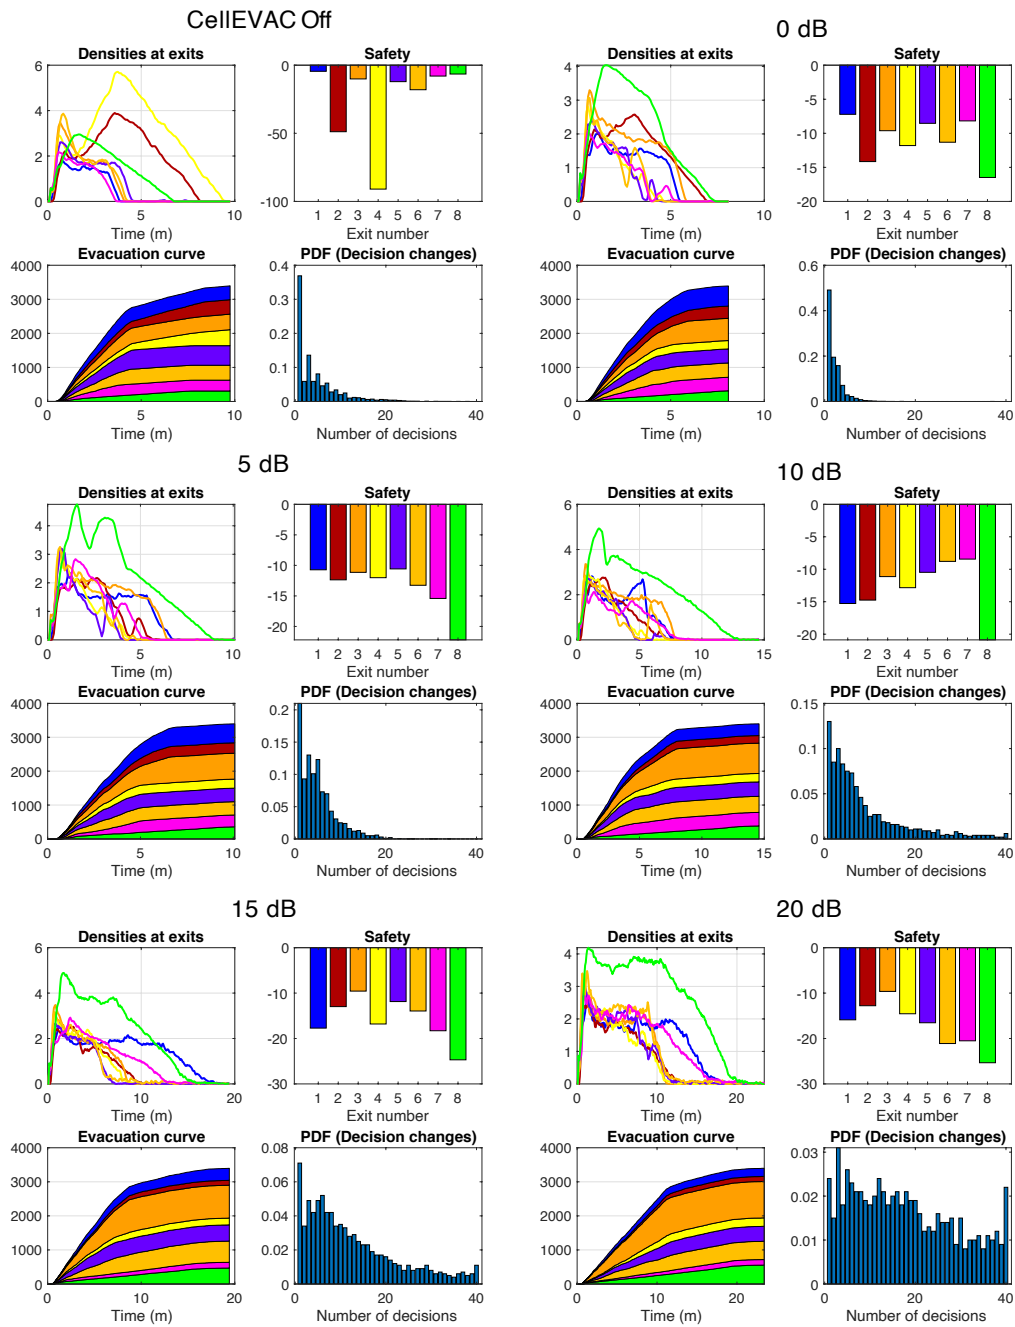 CellEVAC Off
0 dB
Densities at exits
Safety
Densities at exits
Safety
6
4
2
0
0
5
10
Time (m)
0
-50
-100
1 2 3 4 5 6 7 8
Exit number
4
3
2
1
0
0
5
10
Time (m)
0
-5
-10
-15
-20
1 2 3 4 5 6 7 8
Exit number
Evacuation curve
PDF (Decision changes)
Evacuation curve
PDF (Decision changes)
4000
3000
2000
1000
0
0
5
10
Time (m)
0.4
0.3
0.2
0.1
0
0
20
40
Number of decisions
4000
3000
2000
1000
0
0
5
10
Time (m)
0.6
0.4
0.2
0
0
20
40
Number of decisions
5 dB
10 dB
Densities at exits
Safety
Densities at exits
Safety
4
3
2
1
0
0
5
10
Time (m)
0
-5
-10
-15
-20
1 2 3 4 5 6 7 8
Exit number
6
4
2
0
0
5
10
15
Time (m)
0
-5
-10
-15
-20
1 2 3 4 5 6 7 8
Exit number
Evacuation curve
PDF (Decision changes)
Evacuation curve
PDF (Decision changes)
4000
3000
2000
1000
0
0
5
10
Time (m)
0.2
0.15
0.1
0.05
0
0
20
40
Number of decisions
4000
3000
2000
1000
0
0
5
10
15
Time (m)
0.15
0.1
0.05
0
0
20
40
Number of decisions
15 dB
20 dB
Densities at exits
Safety
Densities at exits
Safety
6
4
2
0
0
10
20
Time (m)
0
-10
-20
-30
1 2 3 4 5 6 7 8
Exit number
4
3
2
1
0
0
10
20
Time (m)
0
-10
-20
-30
1 2 3 4 5 6 7 8
Exit number
Evacuation curve
PDF (Decision changes)
Evacuation curve
PDF (Decision changes)
4000
3000
2000
1000
0
0
10
20
Time (m)
0.08
0.06
0.04
0.02
0
0
20
40
Number of decisions
4000
3000
2000
1000
0
0
10
20
Time (m)
0.03
0.02
0.01
0
0
20
40
Number of decisions